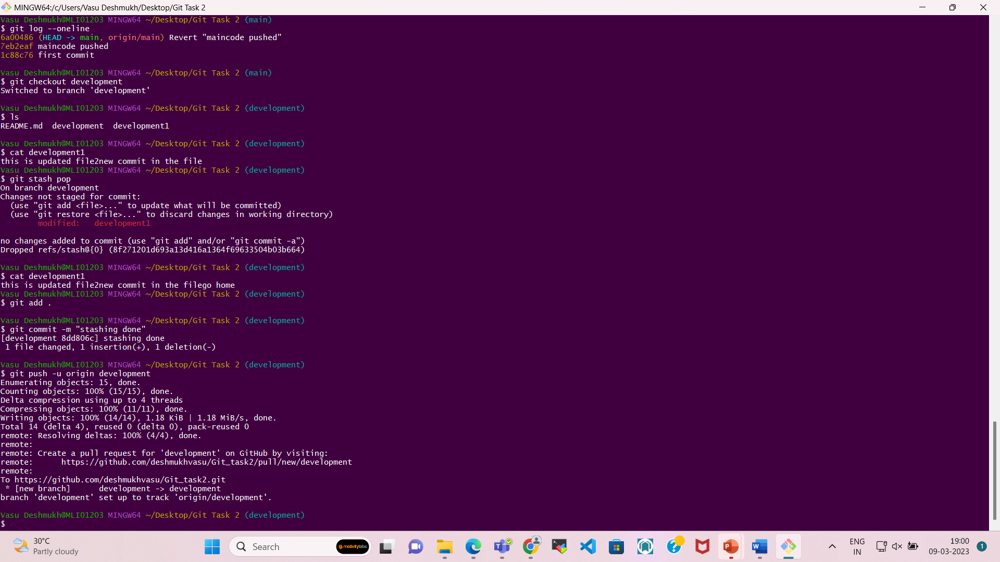 MINGW64:/c/Users/Vasu Deshmukh/Desktop/Git Task 2
Vasu Deshmukh@MLI01203 MINGW64 ~/Desktop/Git Task 2 (main)
$ git log --oneline
6a00486 (HEAD -> main, origin/main) Revert "maincode pushed"
7eb2eaf maincode pushed
1c88c76 first commit
Vasu Deshmukh@MLI01203 MINGW64 ~/Desktop/Git Task 2 (main)
$ git checkout development
Switched to branch 'development'
Vasu Deshmukh@MLI01203 MINGW64 ~/Desktop/Git Task 2 (development)
$ ls
README.md  development  development1
Vasu Deshmukh@MLI01203 MINGW64 ~/Desktop/Git Task 2 (development)
$ cat development1
this is updated file2new commit in the file
Vasu Deshmukh@MLI01203 MINGW64 ~/Desktop/Git Task 2 (development)
$ git stash pop
On branch development
Changes not staged for commit:
  (use "git add <file>..." to update what will be committed)
  (use "git restore <file>..." to discard changes in working directory)
        modified:   development1
no changes added to commit (use "git add" and/or "git commit -a")
Dropped refs/stash@{0} (8f271201d693a13d416a1364f69633504b03b664)
Vasu Deshmukh@MLI01203 MINGW64 ~/Desktop/Git Task 2 (development)
$ cat development1
this is updated file2new commit in the filego home
Vasu Deshmukh@MLI01203 MINGW64 ~/Desktop/Git Task 2 (development)
$ git add .
Vasu Deshmukh@MLI01203 MINGW64 ~/Desktop/Git Task 2 (development)
$ git commit -m "stashing done"
[development 8dd806c] stashing done
 1 file changed, 1 insertion(+), 1 deletion(-)
Vasu Deshmukh@MLI01203 MINGW64 ~/Desktop/Git Task 2 (development)
$ git push -u origin development
Enumerating objects: 15, done.
Counting objects: 100% (15/15), done.
Delta compression using up to 4 threads
Compressing objects: 100% (11/11), done.
Writing objects: 100% (14/14), 1.18 KiB | 1.18 MiB/s, done.
Total 14 (delta 4), reused 0 (delta 0), pack-reused 0
remote: Resolving deltas: 100% (4/4), done.
remote:
remote: Create a pull request for 'development' on GitHub by visiting:
remote:      https://github.com/deshmukhvasu/Git_task2/pull/new/development
remote:
To https://github.com/deshmukhvasu/Git_task2.git
 * [new branch]      development -> development
branch 'development' set up to track 'origin/development'.
Vasu Deshmukh@MLI01203 MINGW64 ~/Desktop/Git Task 2 (development)
$
30°C
Partly cloudy
Search
motivitylabs
ENG
IN
19:00
09-03-2023
1